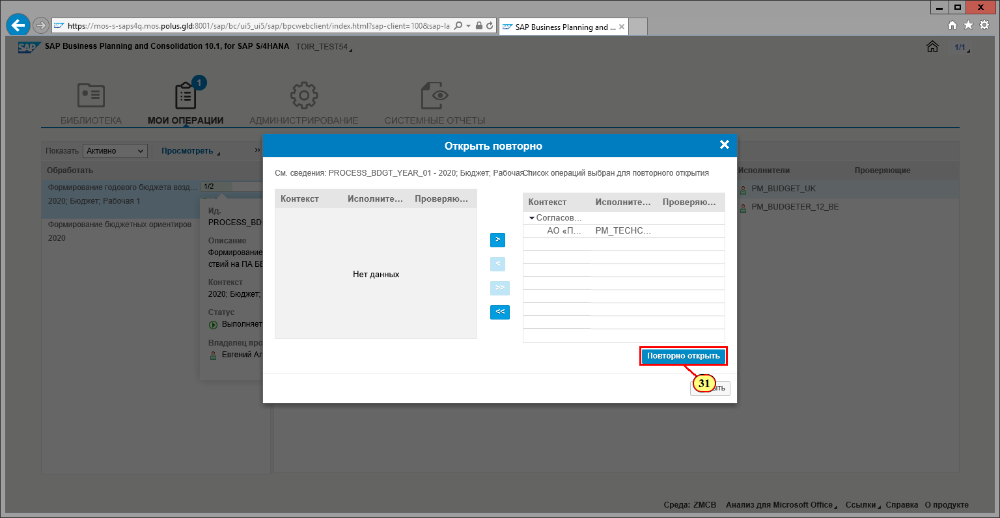 https://mos-s-saps4q.mos.polus.gld:8001/sap/bc/ui5_ui5/sap/bpcwebclient/index.html?sap-client=100&sap-la
SAP Business Planning and ...
SAP
SAP Business Planning and Consolidation 10.1, for SAP S/4HANA
TOIR_TEST54
1/1
1
БИБЛИОТЕКА
МОИ ОПЕРАЦИИ
АДМИНИСТРИРОВАНИЕ
СИСТЕМНЫЕ ОТЧЕТЫ
Показать
Активно
Просмотреть
»
Обработать
Формирование годового бюджета возд...
1/2
2020; Бюджет; Рабочая 1
Формирование бюджетных ориентиров
2020
Ид.
PROCESS_BD
Описание
Формирование
ствий на ПА БЕ
Контекст
2020; Бюджет;
Статус
Выполняет
Владелец про
Евгений Ал
Открыть повторно
См. сведения: PROCESS_BDGT_YEAR_01 - 2020; Бюджет; Рабочая 1
Список операций выбран для повторного открытия
Контекст
Исполните...
Проверяю...
Нет данных
>
<
>>
<<
Контекст
Исполните...
Проверяю...
Согласов...
АО «П...
PM_TECHC...
Повторно открыть
31
ыть
Исполнители
Проверяющие
PM_BUDGET_UK
PM_BUDGETER_12_BE
Среда: ZMCB
Анализ для Microsoft Office
Ссылки
Справка
О продукте